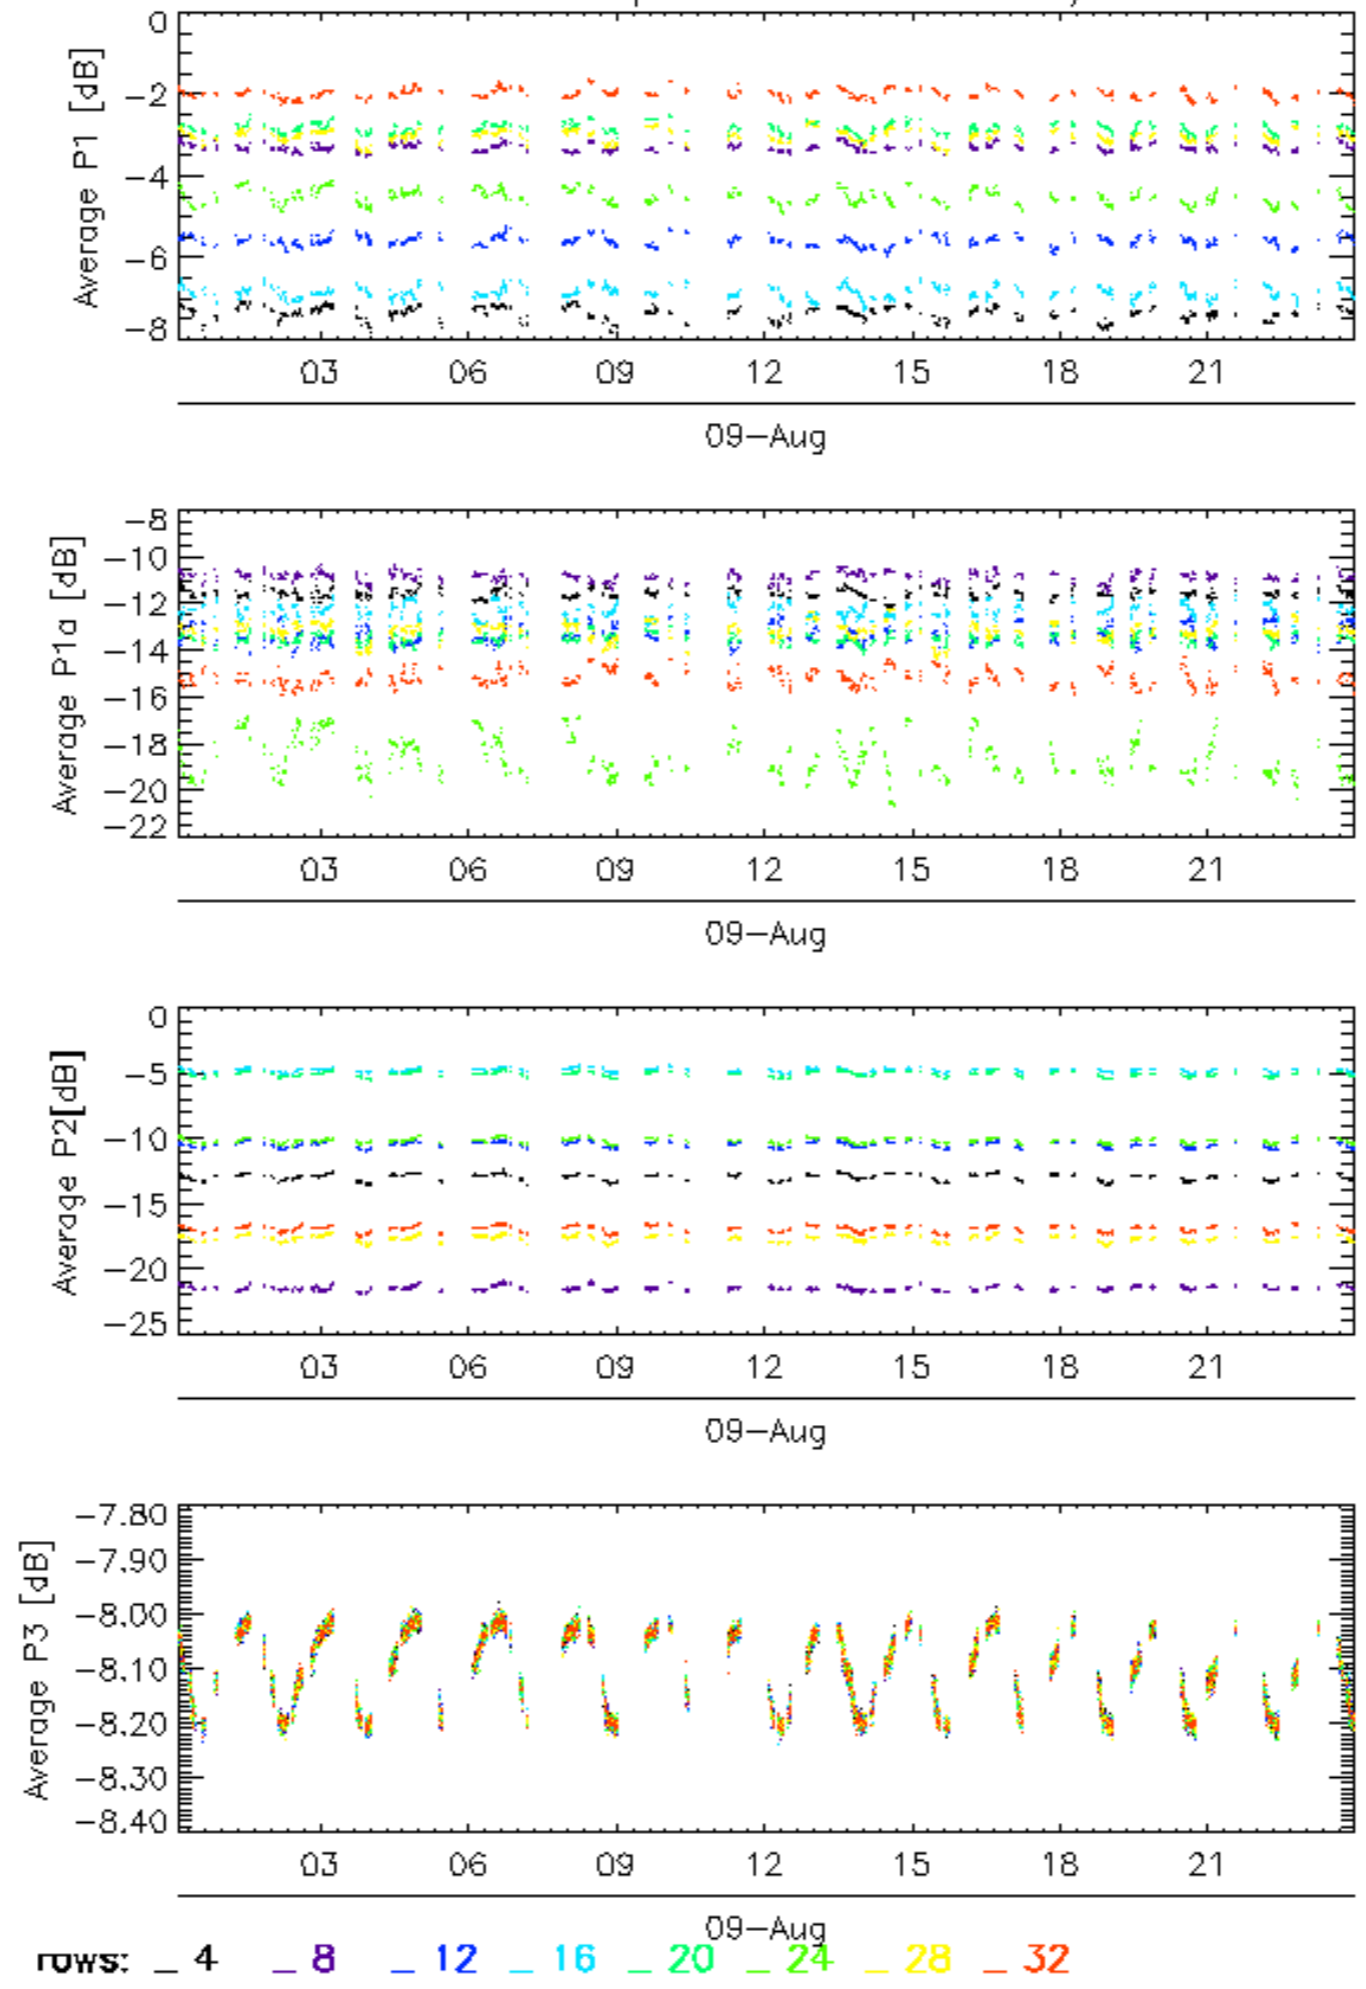 0
−2
−4
−6
−8
Average P1 [dB]
03 06 09 12 15 18 21
09−Aug
−8
−10
−12
−14
−16
−18
−20
−22
Average P1a [dB]
03 06 09 12 15 18 21
09−Aug
0
−5
−10
−15
−20
−25
Average P2[dB]
03 06 09 12 15 18 21
09−Aug
−7.80
−7.90
−8.00
−8.10
−8.20
−8.30
−8.40
Average P3 [dB]
03 06 09 12 15 18 21
09−Aug
rows: _ 4 _ 8 _ 12 _ 16 _ 20 _ 24 _ 28 _ 32